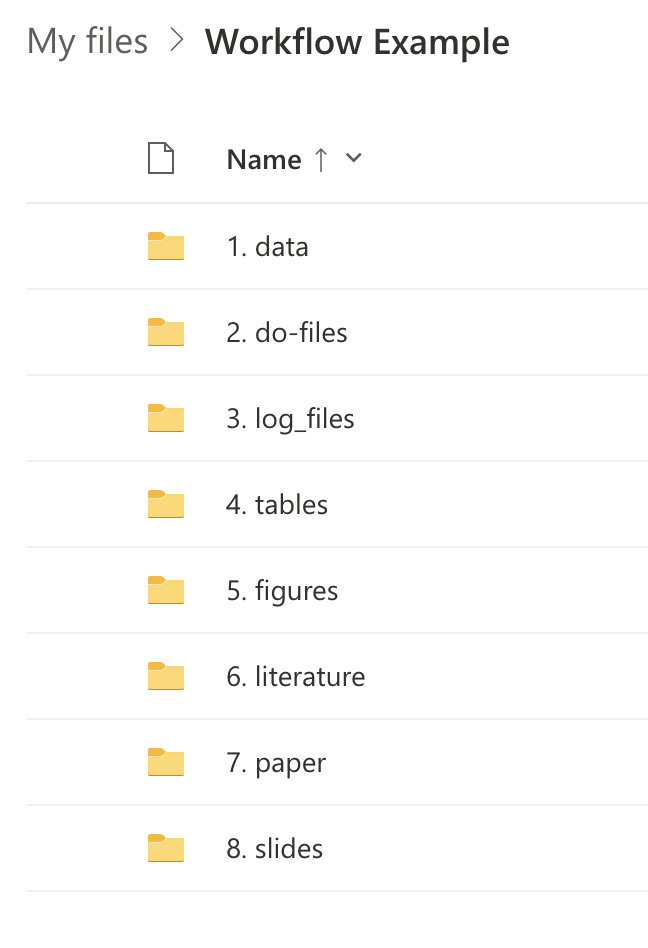 My files > Workflow Example
Name ↑
1. data
2. do-files
3. log_files
4. tables
5. figures
6. literature
7. paper
8. slides